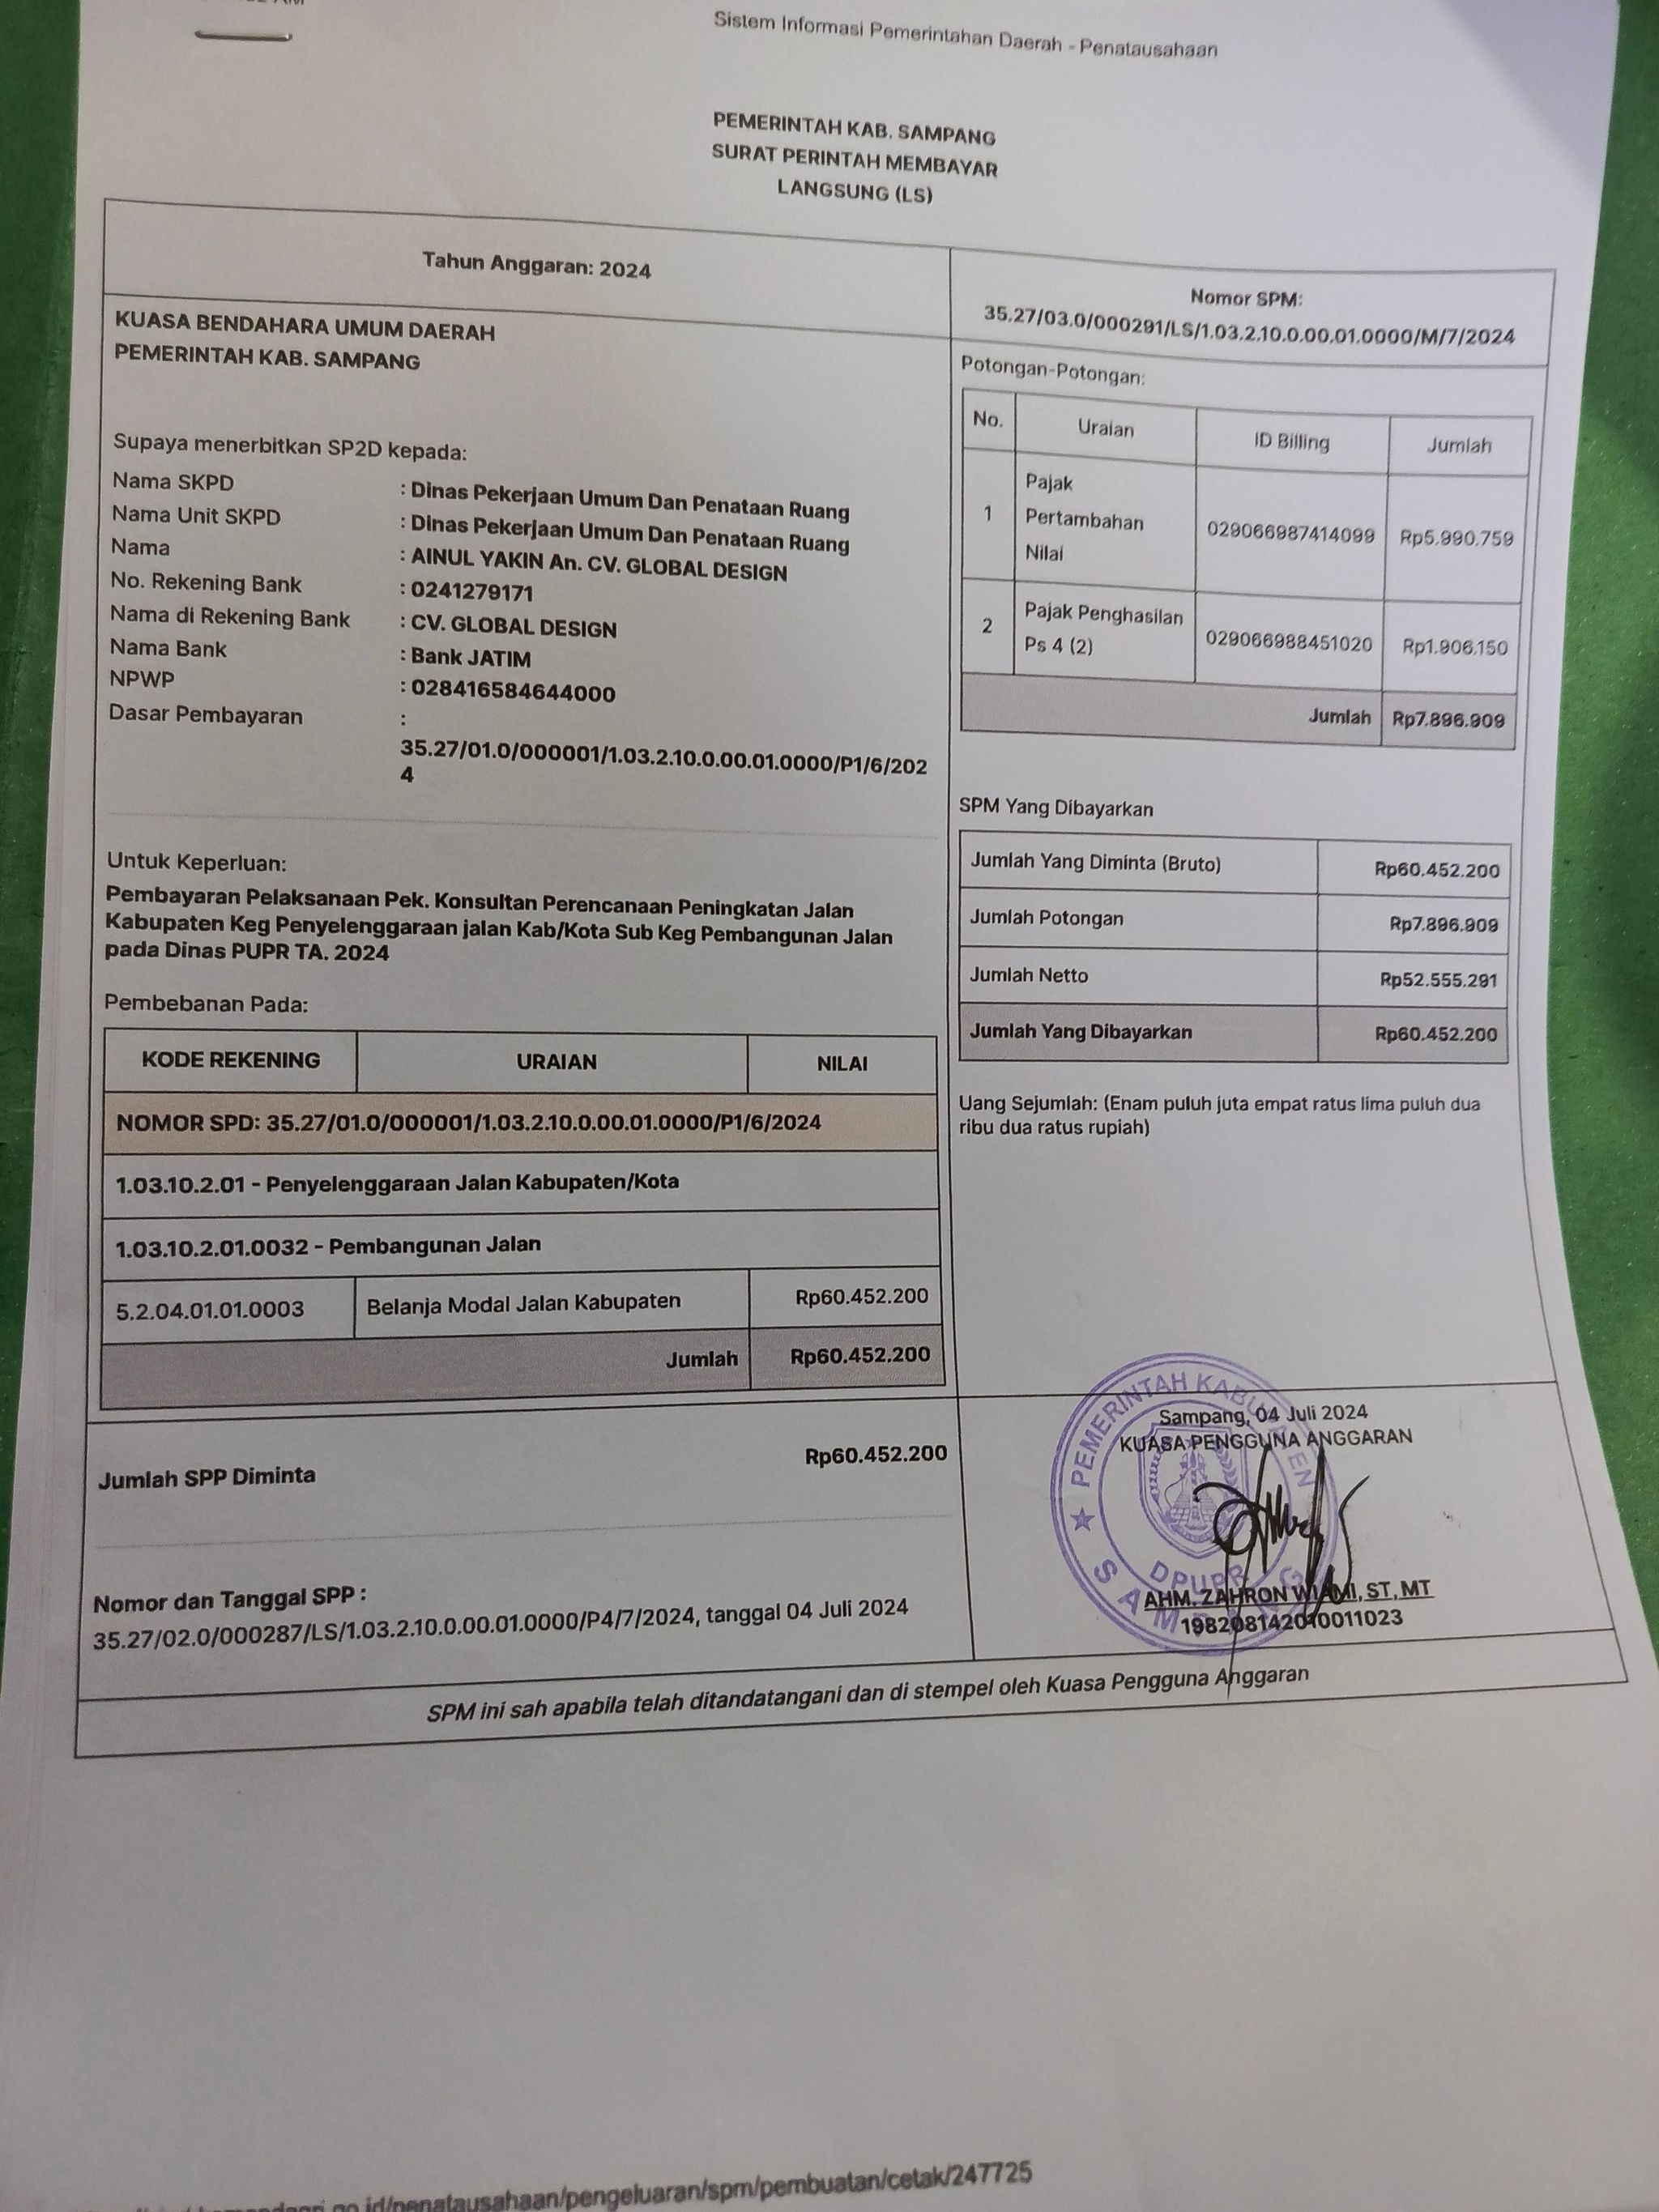 AM
Sistem Informasi Pemerintahan Daerah - Penatausahaan
PEMERINTAH KAB. SAMPANG
SURAT PERINTAH MEMBAYAR
LANGSUNG (LS)
Tahun Anggaran: 2024
Nomor SPM:
35.27/03.0/000291/LS/1.03.2.10.0.00.01.0000/M/7/2024
KUASA BENDAHARA UMUM DAERAH
PEMERINTAH KAB. SAMPANG
Supaya menerbitkan SP2D kepada:
Nama SKPD : Dinas Pekerjaan Umum Dan Penataan Ruang
Nama Unit SKPD : Dinas Pekerjaan Umum Dan Penataan Ruang
Nama : AINUL YAKIN An. CV. GLOBAL DESIGN
No. Rekening Bank : 0241279171
Nama di Rekening Bank : CV. GLOBAL DESIGN
Nama Bank : Bank JATIM
NPWP : 028416584644000
Dasar Pembayaran :
35.27/01.0/000001/1.03.2.10.0.00.01.0000/P1/6/202
4
Untuk Keperluan:
Pembayaran Pelaksanaan Pek. Konsultan Perencanaan Peningkatan Jalan
Kabupaten Keg Penyelenggaraan jalan Kab/Kota Sub Keg Pembangunan Jalan
pada Dinas PUPR TA. 2024
Pembebanan Pada:
KODE REKENING URAIAN NILAI
NOMOR SPD: 35.27/01.0/000001/1.03.2.10.0.00.01.0000/P1/6/2024
1.03.10.2.01 - Penyelenggaraan Jalan Kabupaten/Kota
1.03.10.2.01.0032 - Pembangunan Jalan
5.2.04.01.01.0003 Belanja Modal Jalan Kabupaten Rp60.452.200
Jumlah Rp60.452.200
Potongan-Potongan:
No. Uraian ID Billing Jumlah
1 Pajak
Pertambahan 029066987414099 Rp5.990.759
Nilai
2 Pajak Penghasilan 029066988451020 Rp1.906.150
Ps 4 (2)
Jumlah Rp7.896.909
SPM Yang Dibayarkan
Jumlah Yang Diminta (Bruto) Rp60.452.200
Jumlah Potongan Rp7.896.909
Jumlah Netto Rp52.555.291
Jumlah Yang Dibayarkan Rp60.452.200
Uang Sejumlah: (Enam puluh juta empat ratus lima puluh dua
ribu dua ratus rupiah)
Jumlah SPP Diminta Rp60.452.200
Nomor dan Tanggal SPP :
35.27/02.0/000287/LS/1.03.2.10.0.00.01.0000/P4/7/2024, tanggal 04 Juli 2024
Sampang, 04 Juli 2024
KUASA PENGGUNA ANGGARAN
PEMERINTAH KABUPATEN
DPUPR
AHM. ZAHRON WIAMI, ST, MT
198208142010011023
SPM ini sah apabila telah ditandatangani dan di stempel oleh Kuasa Pengguna Anggaran
go.id/penatausahaan/pengeluaran/spm/pembuatan/cetak/247725